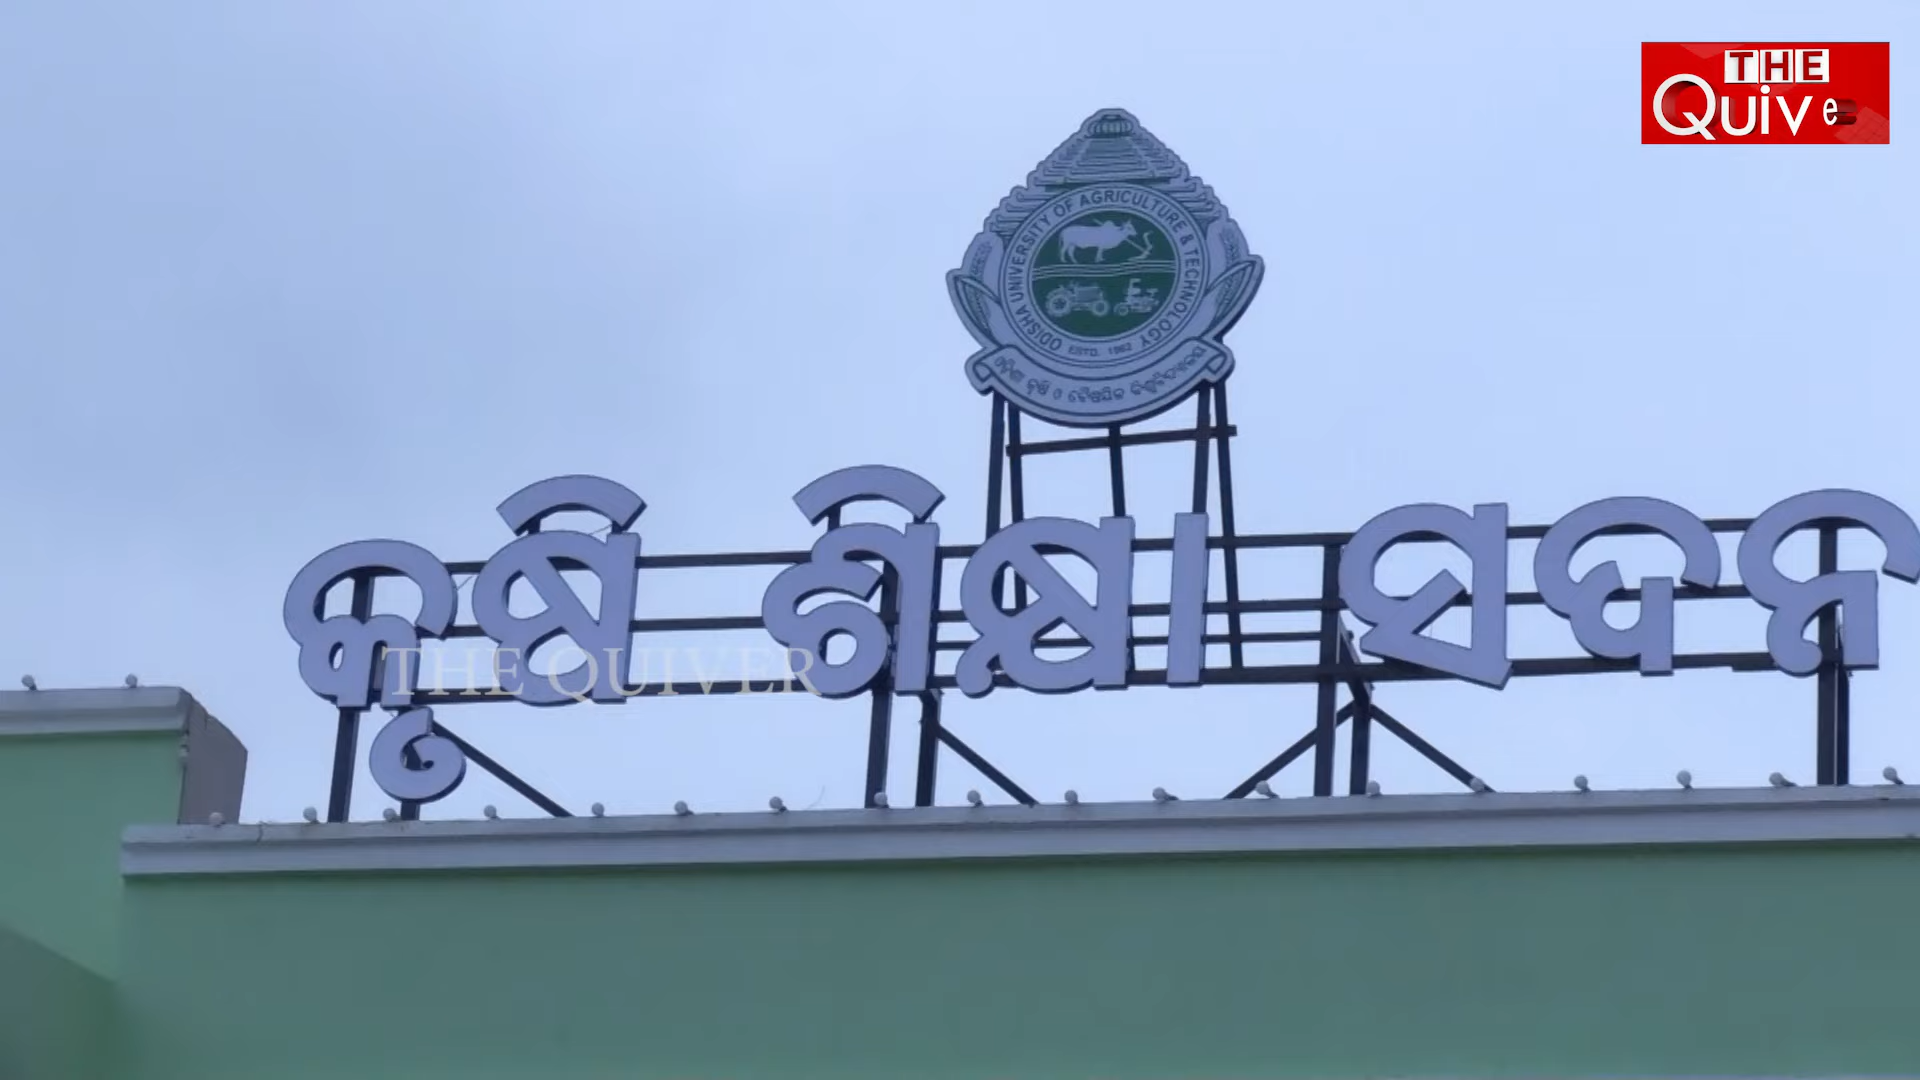 THE
Quive
ODISHA UNIVERSITY OF AGRICULTURE & TECHNOLOGY
ESTD. 1962
ଓଡ଼ିଶା କୃଷି ଓ ବୈଷୟିକ ବିଶ୍ୱବିଦ୍ୟାଳୟ
କୃଷି ଶିକ୍ଷା ସଦନ
THE QUIVER